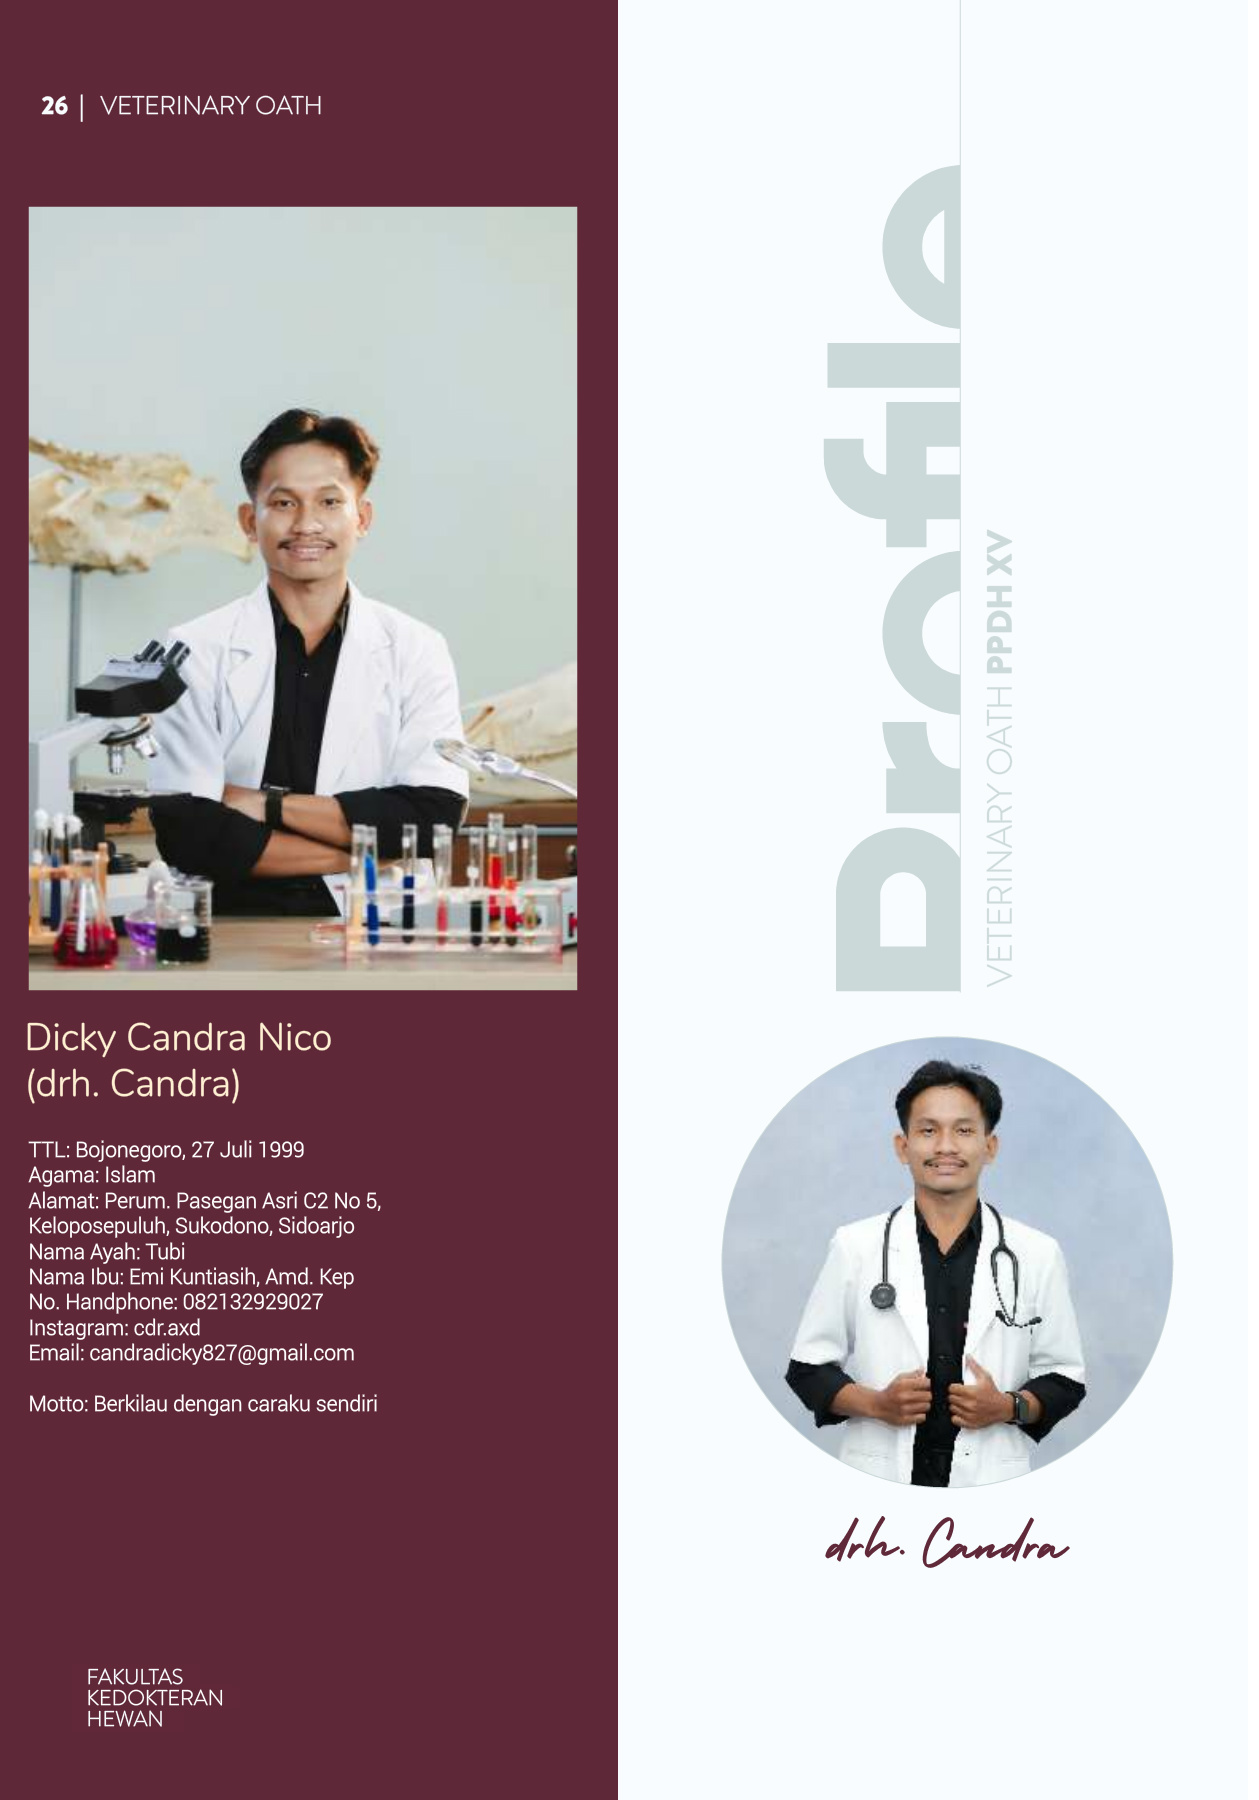 26 | VETERINARY OATH
Dicky Candra Nico
(drh. Candra)
TTL: Bojonegoro, 27 Juli 1999
Agama: Islam
Alamat: Perum. Pasegan Asri C2 No 5,
Keloposepuluh, Sukodono, Sidoarjo
Nama Ayah: Tubi
Nama Ibu: Emi Kuntiasih, Amd. Kep
No. Handphone: 082132929027
Instagram: cdr.axd
Email: candradicky827@gmail.com
Motto: Berkilau dengan caraku sendiri
FAKULTAS
KEDOKTERAN
HEWAN
Profile
VETERINARY OATH PPDH XV
drh. Candra